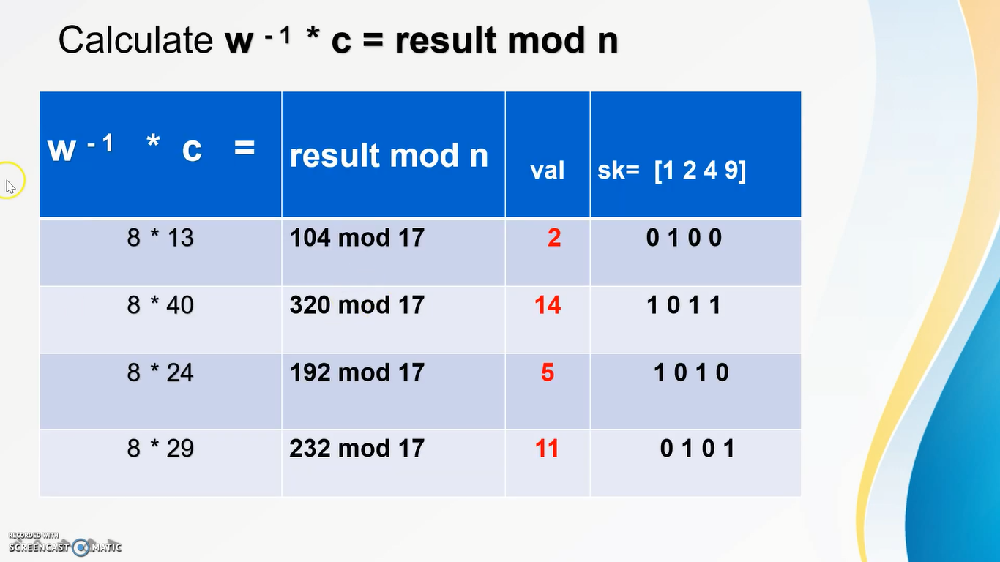 Calculate w -1 * c = result mod n
w -1 * c =
result mod n
val
sk= [1 2 4 9]
8 * 13
104 mod 17
2
0 1 0 0
8 * 40
320 mod 17
14
1 0 1 1
8 * 24
192 mod 17
5
1 0 1 0
8 * 29
232 mod 17
11
0 1 0 1
RECORDED WITH
SCREENCAST MATIC